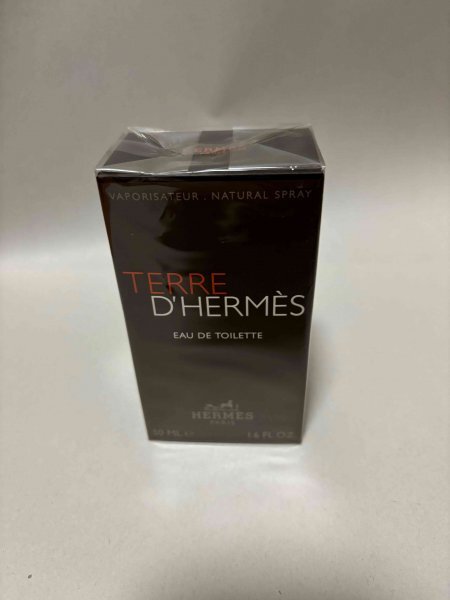 VAPORISATEUR . NATURAL SPRAY
TERRE
D'HERMÈS
EAU DE TOILETTE
HERMÈS
PARIS
50 ML ℮ 1.6 FL.OZ.